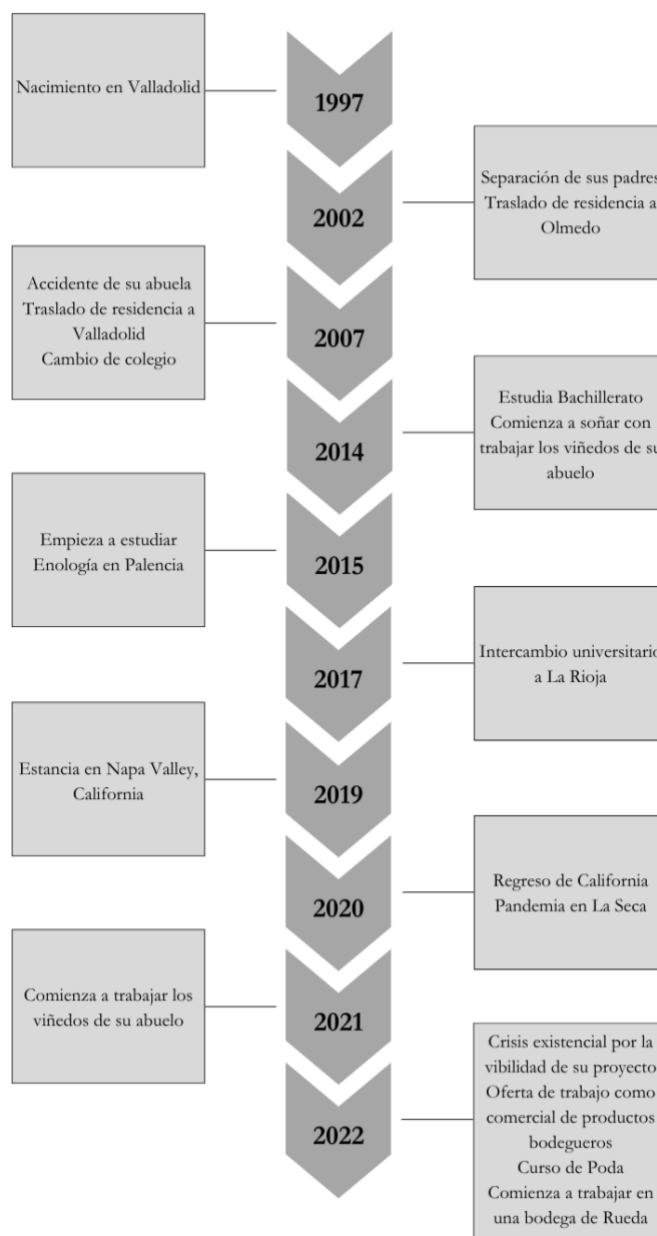 Nacimiento en Valladolid
1997
2002
Separación de sus padres
Traslado de residencia a
Olmedo
Accidente de su abuela
Traslado de residencia a
Valladolid
Cambio de colegio
2007
2014
Estudia Bachillerato
Comienza a soñar con
trabajar los viñedos de su
abuelo
Empieza a estudiar
Enología en Palencia
2015
2017
Intercambio universitario
a La Rioja
Estancia en Napa Valley,
California
2019
2020
Regreso de California
Pandemia en La Seca
Comienza a trabajar los
viñedos de su abuelo
2021
2022
Crisis existencial por la
vibilidad de su proyecto
Oferta de trabajo como
comercial de productos
bodegueros
Curso de Poda
Comienza a trabajar en
una bodega de Rueda